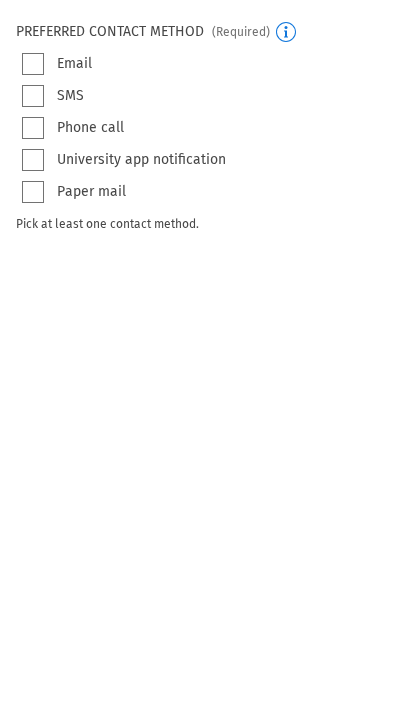 PREFERRED CONTACT METHOD (Required)
Email
SMS
Phone call
University app notification
Paper mail
Pick at least one contact method.